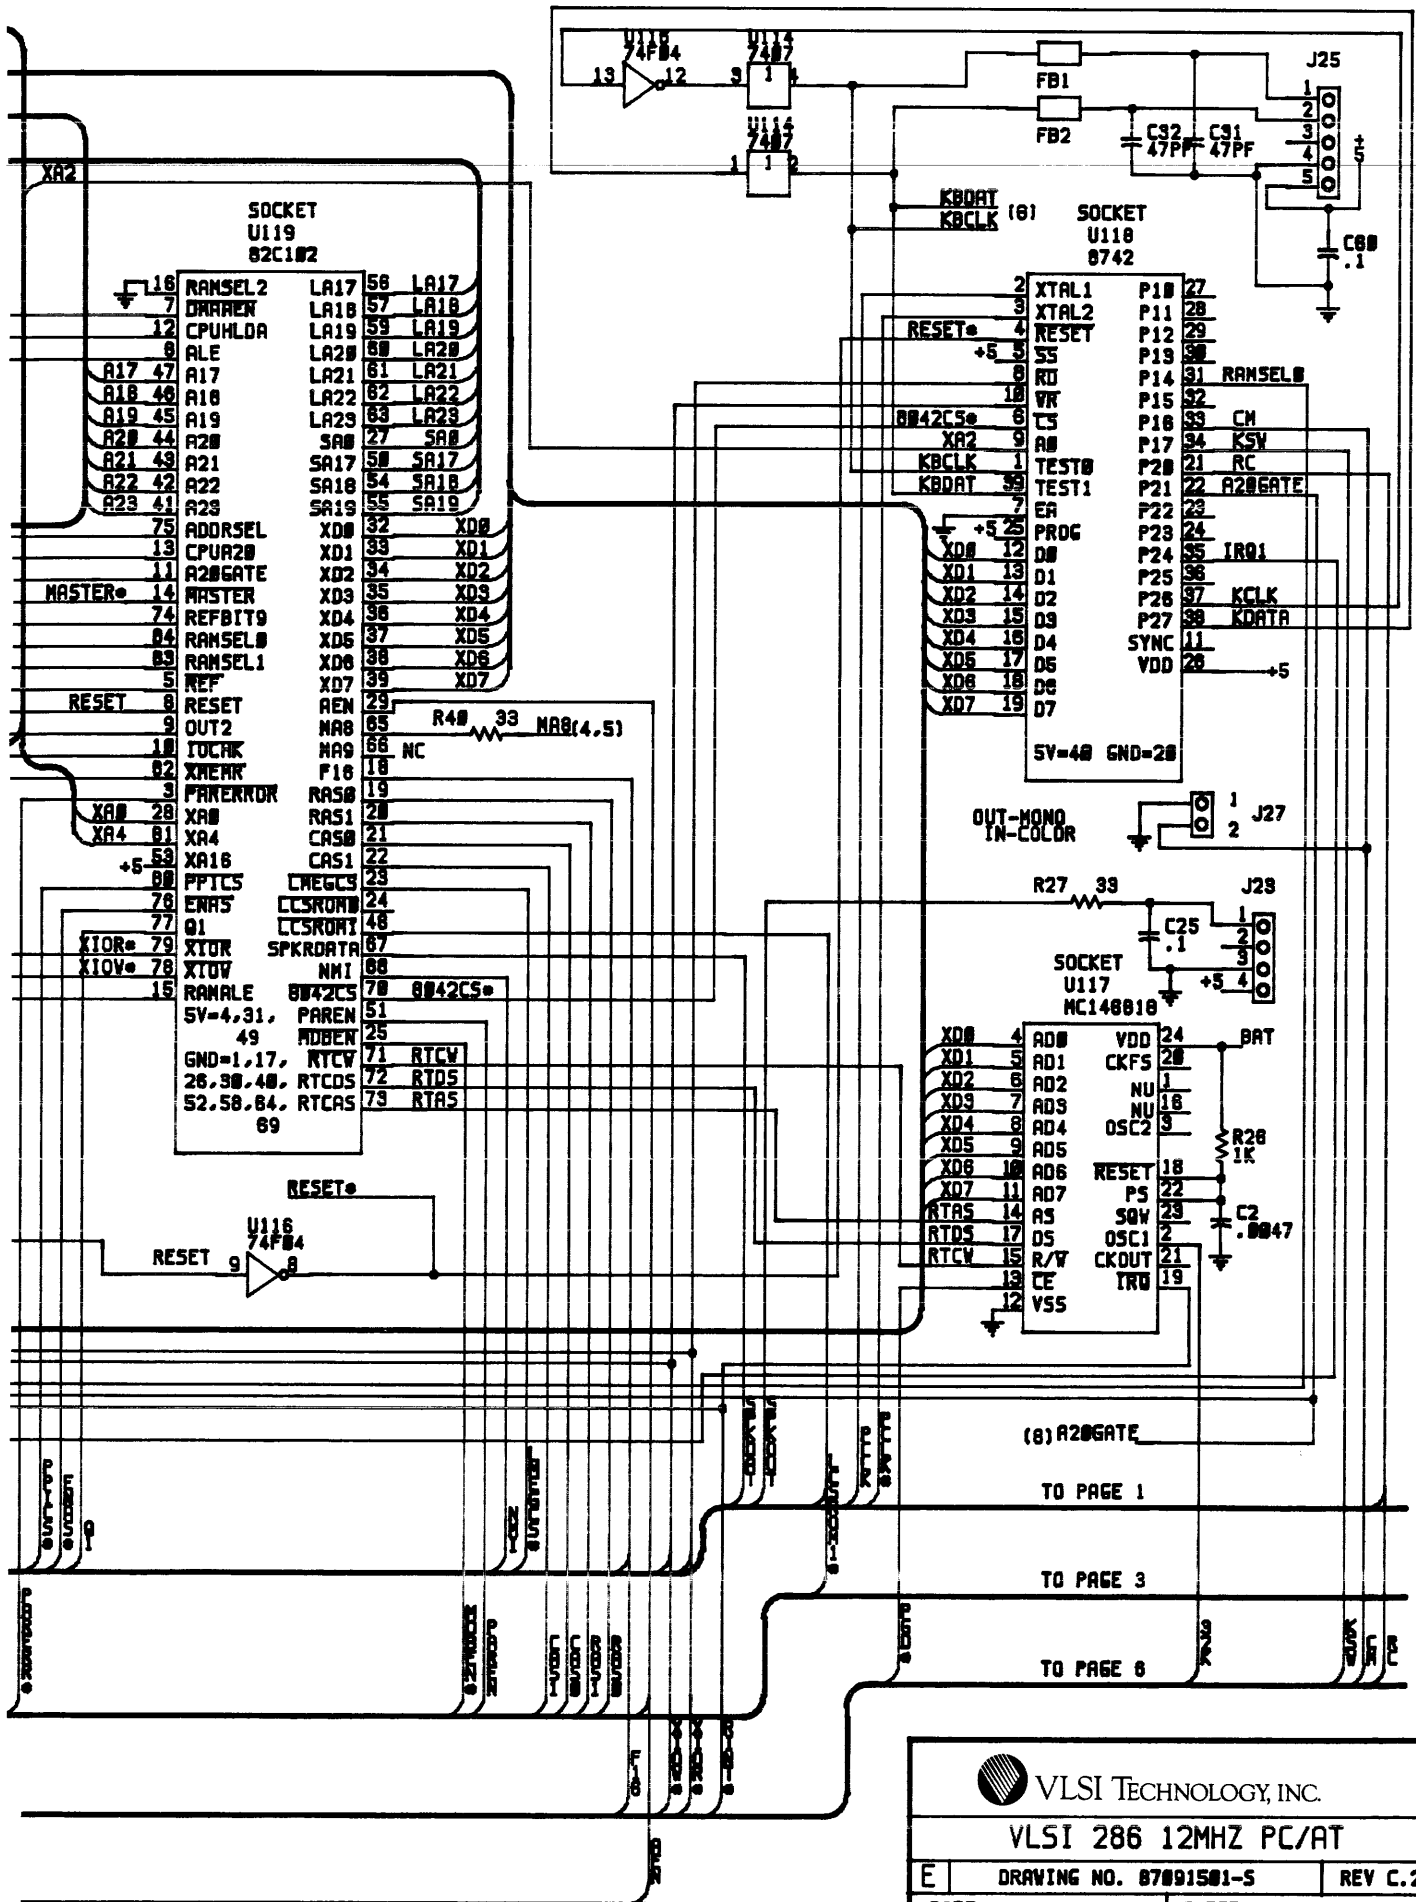 U116
74F04
13
12
U114
7407
3
1
4
U114
7407
1
1
2
FB1
FB2
C32
47PF
C31
47PF
J25
1
2
3
4
5
+5
C60
.1
XA2
KBDAT
KBCLK
(6)
SOCKET
U119
82C102
16 RAMSEL2
7 DMAAEN
12 CPUHLDA
6 ALE
A17 47 A17
A18 46 A18
A19 45 A19
A20 44 A20
A21 43 A21
A22 42 A22
A23 41 A23
75 ADDRSEL
13 CPUA20
11 A20GATE
MASTER* 14 MASTER
74 REFBIT9
84 RAMSEL0
83 RAMSEL1
5 REF
RESET 8 RESET
9 OUT2
10 IOCHK
82 XMEMR
3 PARERROR
XA0 28 XA0
XA4 81 XA4
+5 53 XA16
80 PPICS
76 ENAS
77 Q1
XIOR* 79 XIOR
XIOW* 78 XIOW
15 RAMALE
5V=4,31,
49
GND=1,17,
26,30,40,
52,58,64,
69
LA17 56 LA17
LA18 57 LA18
LA19 59 LA19
LA20 60 LA20
LA21 61 LA21
LA22 62 LA22
LA23 63 LA23
SA0 27 SA0
SA17 50 SA17
SA18 54 SA18
SA19 55 SA19
XD0 32 XD0
XD1 33 XD1
XD2 34 XD2
XD3 35 XD3
XD4 36 XD4
XD5 37 XD5
XD6 38 XD6
XD7 39 XD7
AEN 29
MA8 65
R40 33 MA8(4,5)
MA9 66 NC
F16 18
RAS0 19
RAS1 20
CAS0 21
CAS1 22
CMEGCS 23
LCSROM0 24
LCSROM1 48
SPKRDATA 67
NMI 68
8042CS 70 8042CS*
PAREN 51
MDBEN 25
RTCW 71 RTCW
RTCDS 72 RTDS
RTCAS 73 RTAS
SOCKET
U118
8742
2 XTAL1
3 XTAL2
RESET* 4 RESET
+5 5 SS
8 RD
10 WR
8042CS* 6 CS
XA2 9 A0
KBCLK 1 TEST0
KBDAT 39 TEST1
7 EA
+5 25 PROG
XD0 12 D0
XD1 13 D1
XD2 14 D2
XD3 15 D3
XD4 16 D4
XD5 17 D5
XD6 18 D6
XD7 19 D7
P10 27
P11 28
P12 29
P13 30
P14 31 RAMSEL0
P15 32
P16 33 CM
P17 34 KSW
P20 21 RC
P21 22 A20GATE
P22 23
P23 24
P24 35 IRQ1
P25 36
P26 37 KCLK
P27 38 KDATA
SYNC 11
VDD 26 +5
5V=40 GND=20
OUT-MONO
IN-COLOR
1
2
J27
R27 33
J23
1
2
3
4
+5
C25
.1
SOCKET
U117
MC146818
XD0 4 AD0
XD1 5 AD1
XD2 6 AD2
XD3 7 AD3
XD4 8 AD4
XD5 9 AD5
XD6 10 AD6
XD7 11 AD7
RTAS 14 AS
RTDS 17 DS
RTCW 15 R/W
13 CE
12 VSS
VDD 24 BAT
CKFS 20
NU 1
NU 16
OSC2 3
RESET 18
PS 22
SQW 23
OSC1 2
CKOUT 21
IRQ 19
R26
1K
C2
.0047
RESET*
U116
74F04
RESET 9 8
(8) A20GATE
Q1
NMI
TO PAGE 1
TO PAGE 3
PAREN
CAS1
CAS0
RAS1
RAS0
KSW
CM
RC
TO PAGE 6
F16
VLSI TECHNOLOGY, INC.
VLSI 286 12MHZ PC/AT
E
DRAWING NO. 87091501-S
REV C.2